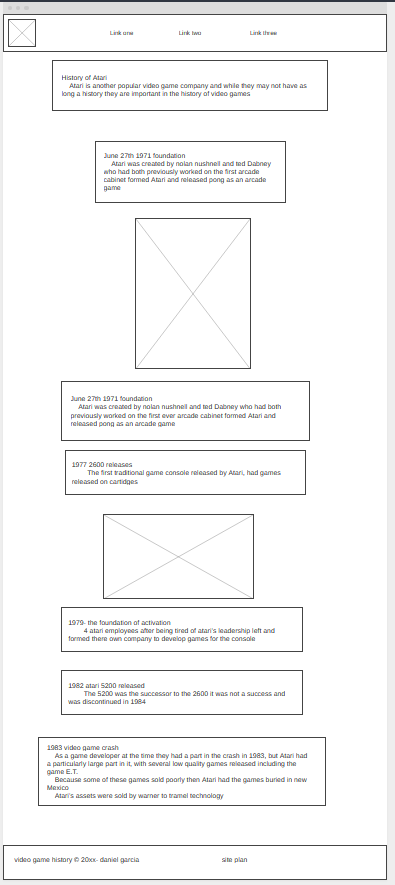 Link one Link two Link three
History of Atari
Atari is another popular video game company and while they may not have as
long a history they are important in the history of video games
June 27th 1971 foundation
Atari was created by nolan nushnell and ted Dabney
who had both previously worked on the first arcade
cabinet formed Atari and released pong as an arcade
game
June 27th 1971 foundation
Atari was created by nolan nushnell and ted Dabney who had both
previously worked on the first ever arcade cabinet formed Atari and
released pong as an arcade game
1977 2600 releases
The first traditional game console released by Atari, had games
released on cartidges
1979- the foundation of activation
4 atari employees after being tired of atari's leadership left and
formed there own company to develop games for the console
1982 atari 5200 released
The 5200 was the successor to the 2600 it was not a success and
was discontinued in 1984
1983 video game crash
As a game developer at the time they had a part in the crash in 1983, but Atari had
a particularly large part in it, with several low quality games released including the
game E.T.
Because some of these games sold poorly then Atari had the games buried in new
Mexico
Atari's assets were sold by warner to tramel technology
video game history © 20xx- daniel garcia site plan